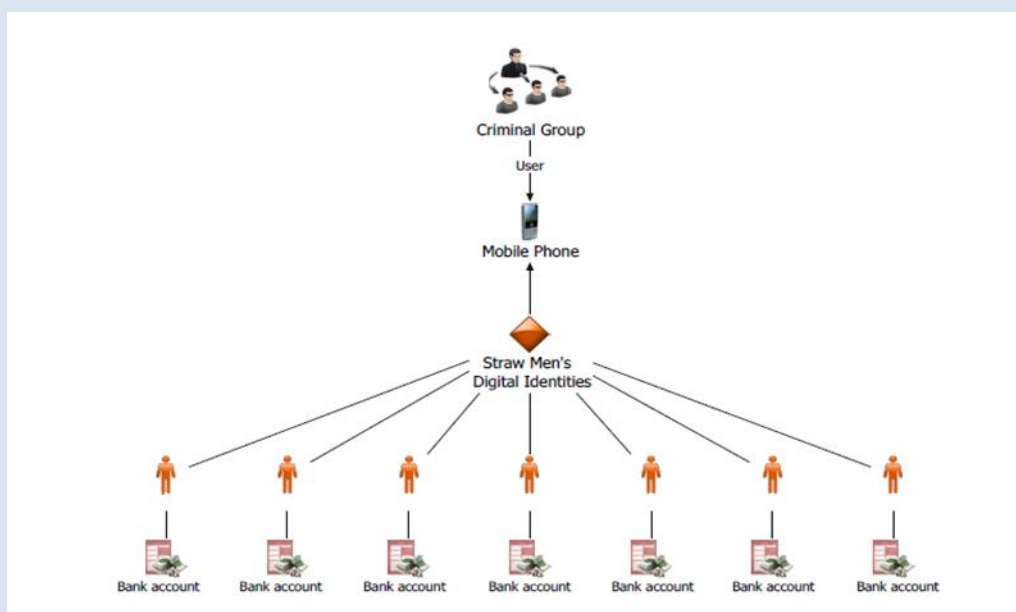 Criminal Group
User
Mobile Phone
Straw Men's
Digital Identities
Bank account Bank account Bank account Bank account Bank account Bank account Bank account